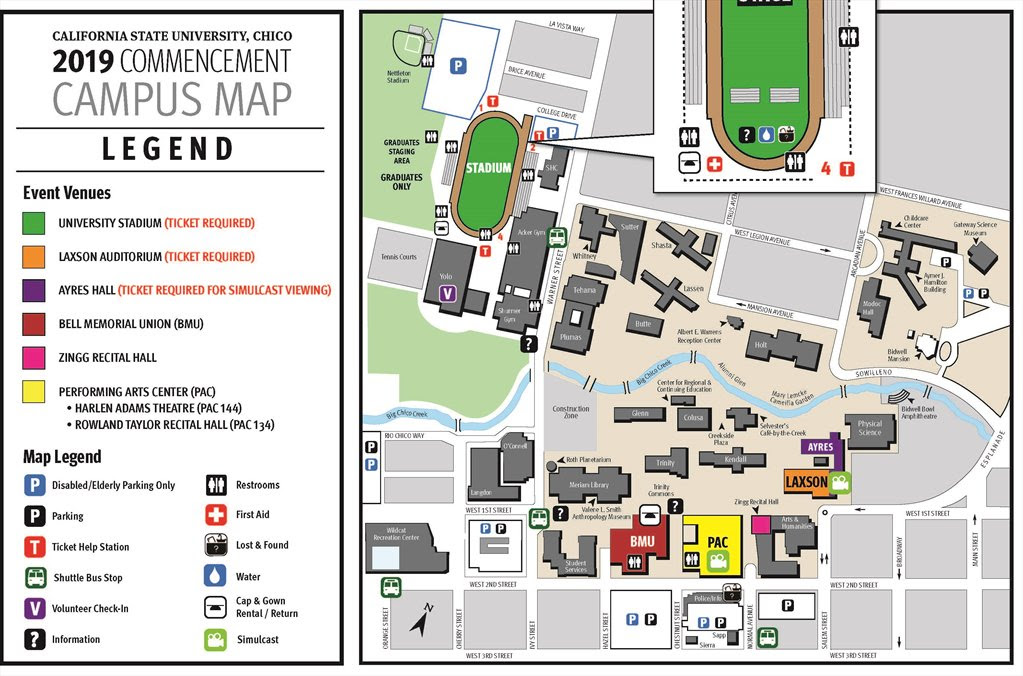 CALIFORNIA STATE UNIVERSITY, CHICO
2019 COMMENCEMENT
CAMPUS MAP
LEGEND
Event Venues
UNIVERSITY STADIUM (TICKET REQUIRED)
LAXSON AUDITORIUM (TICKET REQUIRED)
AYRES HALL (TICKET REQUIRED FOR SIMULCAST VIEWING)
BELL MEMORIAL UNION (BMU)
ZINGG RECITAL HALL
PERFORMING ARTS CENTER (PAC)
• HARLEN ADAMS THEATRE (PAC 144)
• ROWLAND TAYLOR RECITAL HALL (PAC 134)
Map Legend
P Disabled/Elderly Parking Only
P Parking
T Ticket Help Station
Shuttle Bus Stop
V Volunteer Check-In
? Information
Restrooms
First Aid
Lost & Found
Water
Cap & Gown
Rental / Return
Simulcast
LA VISTA WAY
Nettleton
Stadium
P
BRICE AVENUE
1 T
COLLEGE DRIVE
T P
2
GRADUATES
STAGING
AREA
GRADUATES
ONLY
STADIUM
SHC
4
T
?
4 T
WEST FRANCES WILLARD AVENUE
CITRUS AVE
Childcare
Center
Gateway Science
Museum
Acker Gym
WARNER STREET
Sutter
Whitney
Shasta
WEST LEGION AVENUE
ARCADIAN AVENUE
P
Aymer J.
Hamilton
Building
P P
Tennis Courts
Yolo
V
Tehama
Lassen
MANSION AVENUE
Modoc
Hall
Shurmer
Gym
Plumas
Butte
Albert E. Warrens
Reception Center
Holt
Bidwell
Mansion
?
SOWILLENO
Big Chico Creek
Alumni Glen
Mary Lemcke
Camellia Garden
Center for Regional &
Continuing Education
Big Chico Creek
Construction
Zone
Glenn
Colusa
Selvester's
Café-by-the-Creek
Creekside
Plaza
Bidwell Bowl
Amphitheatre
Physical
Science
ESPLANADE
RIO CHICO WAY
P
P
O'Connell
Langdon
Roth Planetarium
Meriam Library
Trinity
Kendall
AYRES
LAXSON
Trinity
Commons
Zingg Recital Hall
WEST 1ST STREET
?
Valene L. Smith
Anthropology Museum
?
WEST 1ST STREET
Wildcat
Recreation Center
P P
Student
Services
BMU
PAC
Arts &
Humanities
BROADWAY
MAIN STREET
WEST 2ND STREET
WEST 2ND STREET
N
ORANGE STREET
CHERRY STREET
IVY STREET
HAZEL STREET
P P
CHESTNUT STREET
Police/Info
P P
Sapp
Sierra
NORMAL AVENUE
P
SALEM STREET
WEST 3RD STREET
WEST 3RD STREET